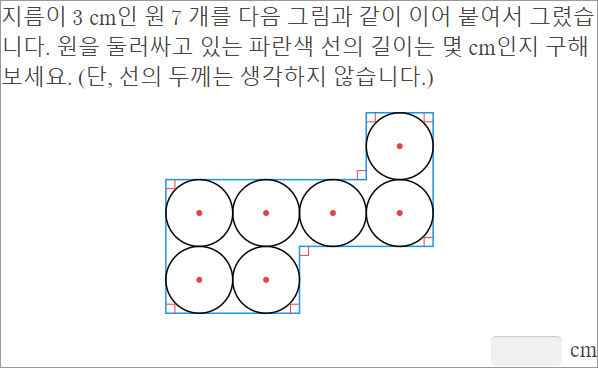 지름이 3 cm인 원 7 개를 다음 그림과 같이 이어 붙여서 그렸습
니다. 원을 둘러싸고 있는 파란색 선의 길이는 몇 cm인지 구해
보세요. (단, 선의 두께는 생각하지 않습니다.)
cm